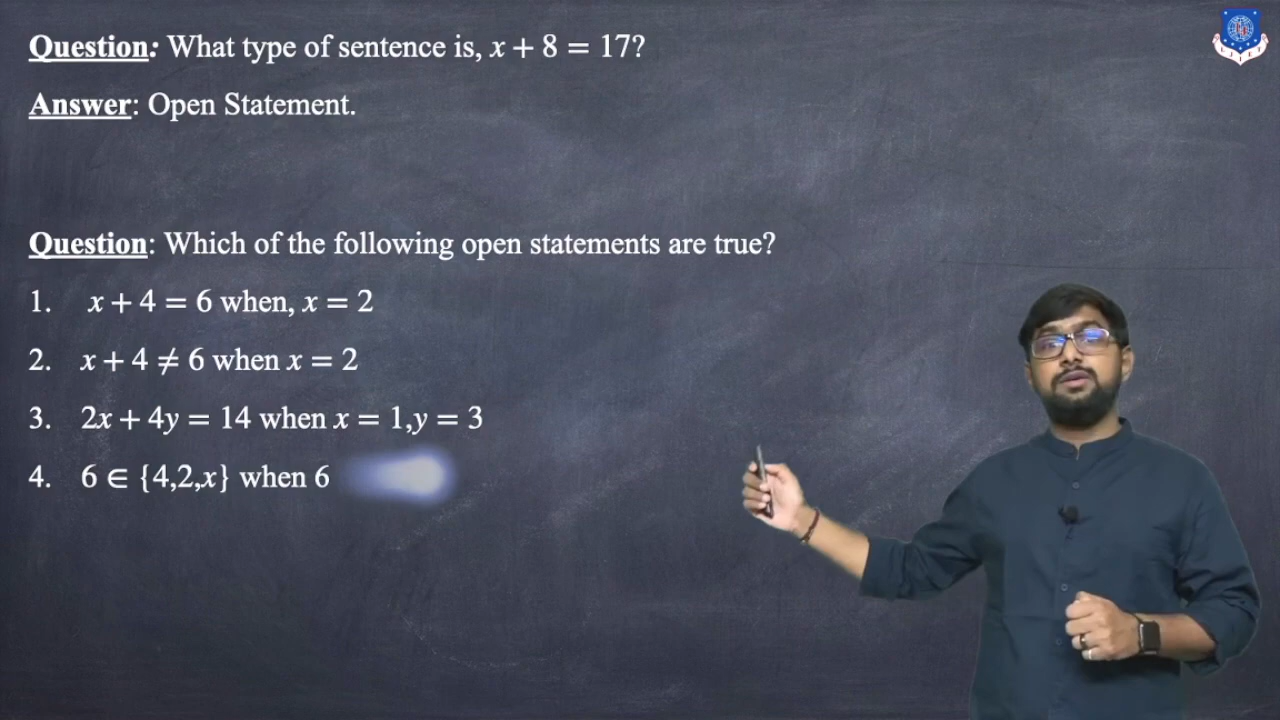 Question: What type of sentence is, x + 8 = 17?
Answer: Open Statement.
Question: Which of the following open statements are true?
1. x + 4 = 6 when, x = 2
2. x + 4 ≠ 6 when x = 2
3. 2x + 4y = 14 when x = 1,y = 3
4. 6 ∈ {4,2,x} when 6